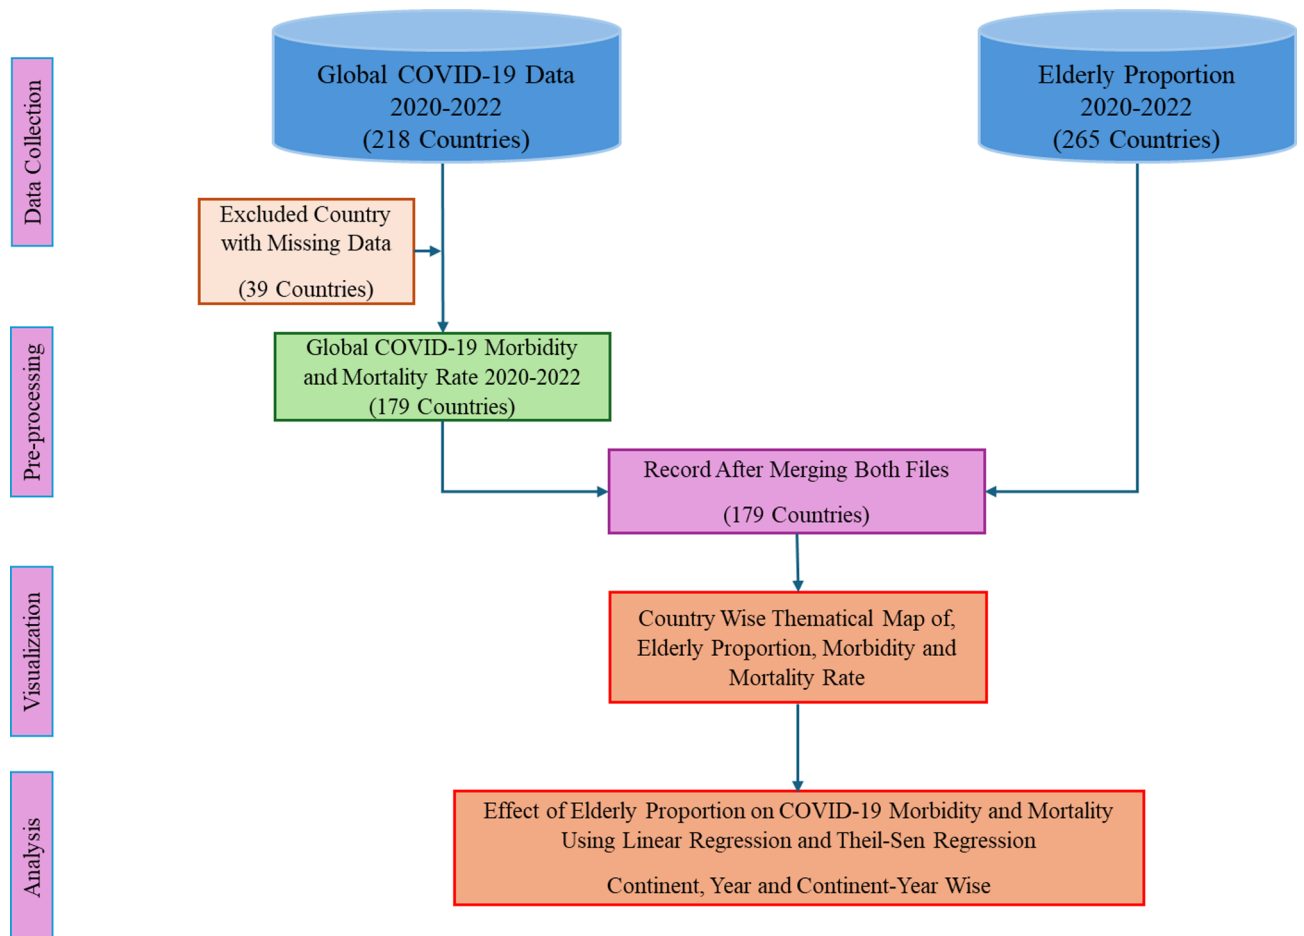 Data Collection
Global COVID-19 Data
2020-2022
(218 Countries)
Elderly Proportion
2020-2022
(265 Countries)
Excluded Country
with Missing Data
(39 Countries)
Pre-processing
Global COVID-19 Morbidity
and Mortality Rate 2020-2022
(179 Countries)
Record After Merging Both Files
(179 Countries)
Visualization
Country Wise Thematical Map of,
Elderly Proportion, Morbidity and
Mortality Rate
Analysis
Effect of Elderly Proportion on COVID-19 Morbidity and Mortality
Using Linear Regression and Theil-Sen Regression
Continent, Year and Continent-Year Wise